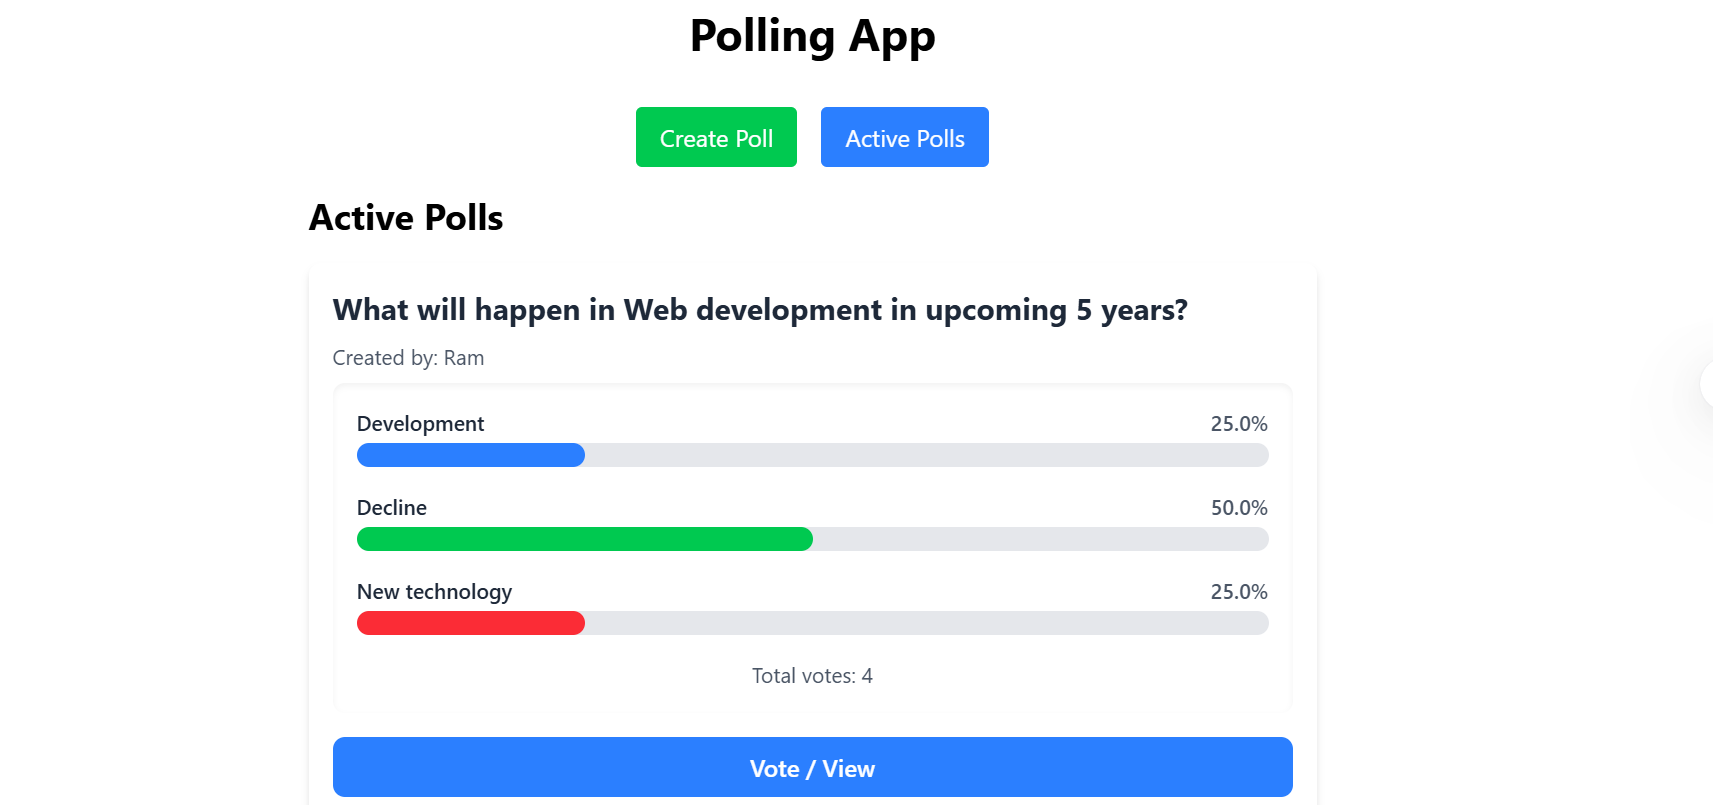 Polling App
Create Poll Active Polls
Active Polls
What will happen in Web development in upcoming 5 years?
Created by: Ram
Development 25.0%
Decline 50.0%
New technology 25.0%
Total votes: 4
Vote / View